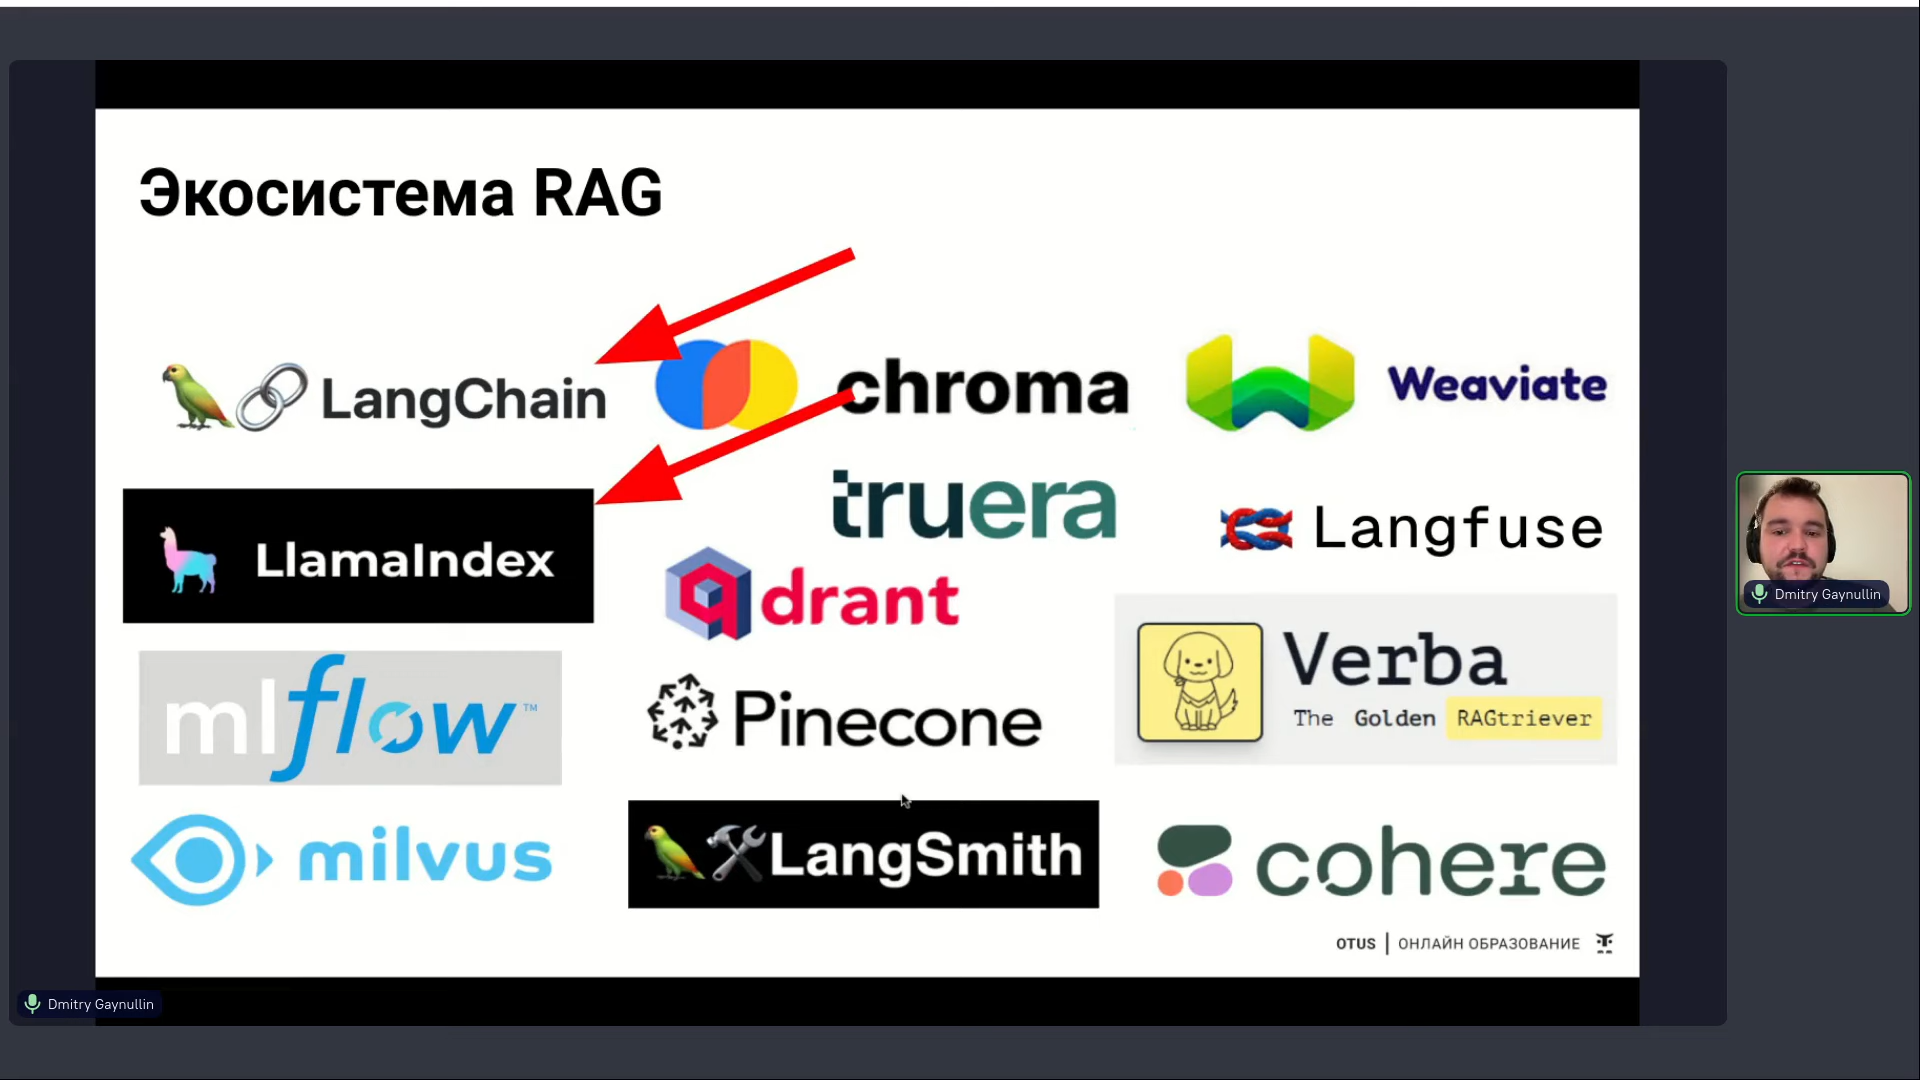 Экосистема RAG
LangChain
chroma
Weaviate
truera
Langfuse
LlamaIndex
qdrant
Verba
The Golden RAGtriever
mlflow™
Pinecone
milvus
LangSmith
cohere
OTUS | ОНЛАЙН ОБРАЗОВАНИЕ
Dmitry Gaynullin
Dmitry Gaynullin